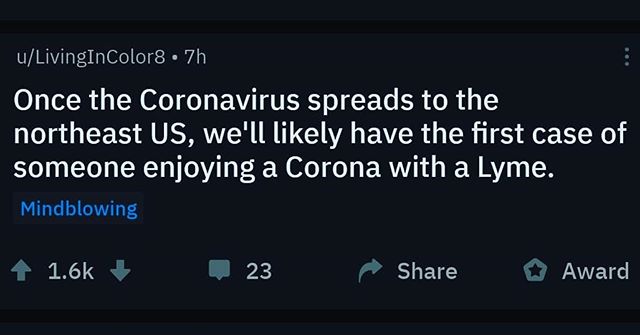 u/LivingInColor8 • 7h
Once the Coronavirus spreads to the
northeast US, we'll likely have the first case of
someone enjoying a Corona with a Lyme.
Mindblowing
1.6k 23 Share Award